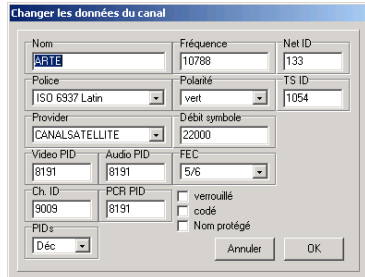 Changer les données du canal
Nom Fréquence Net ID
ARTE 10788 133
Police Polarité TS ID
ISO 6937 Latin vert 1054
Provider Débit symbole
CANALSATELLITE 22000
Video PID Audio PID FEC
8191 8191 5/6
Ch. ID PCR PID
9009 8191
verrouillé
codé
Nom protégé
PIDs
Déc
Annuler OK